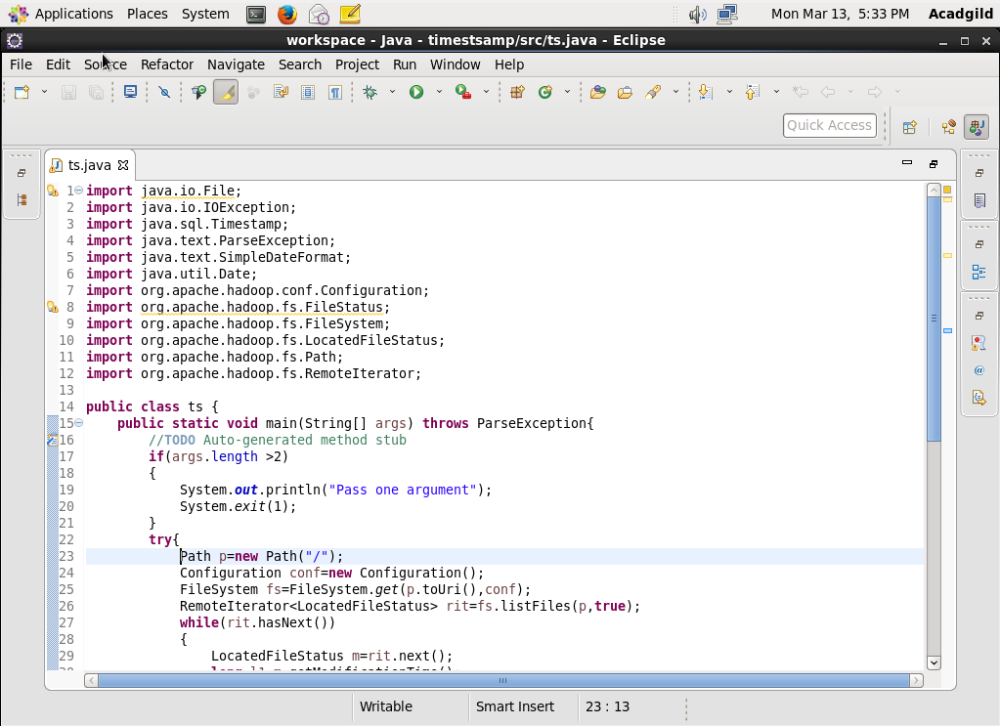 Applications Places System Mon Mar 13, 5:33 PM Acadgild
workspace - Java - timestsamp/src/ts.java - Eclipse
File Edit Source Refactor Navigate Search Project Run Window Help
Quick Access
ts.java
1 import java.io.File;
2 import java.io.IOException;
3 import java.sql.Timestamp;
4 import java.text.ParseException;
5 import java.text.SimpleDateFormat;
6 import java.util.Date;
7 import org.apache.hadoop.conf.Configuration;
8 import org.apache.hadoop.fs.FileStatus;
9 import org.apache.hadoop.fs.FileSystem;
10 import org.apache.hadoop.fs.LocatedFileStatus;
11 import org.apache.hadoop.fs.Path;
12 import org.apache.hadoop.fs.RemoteIterator;
13
14 public class ts {
15 public static void main(String[] args) throws ParseException{
16 //TODO Auto-generated method stub
17 if(args.length >2)
18 {
19 System.out.println("Pass one argument");
20 System.exit(1);
21 }
22 try{
23 Path p=new Path("/");
24 Configuration conf=new Configuration();
25 FileSystem fs=FileSystem.get(p.toUri(),conf);
26 RemoteIterator<LocatedFileStatus> rit=fs.listFiles(p,true);
27 while(rit.hasNext())
28 {
29 LocatedFileStatus m=rit.next();
Writable Smart Insert 23 : 13